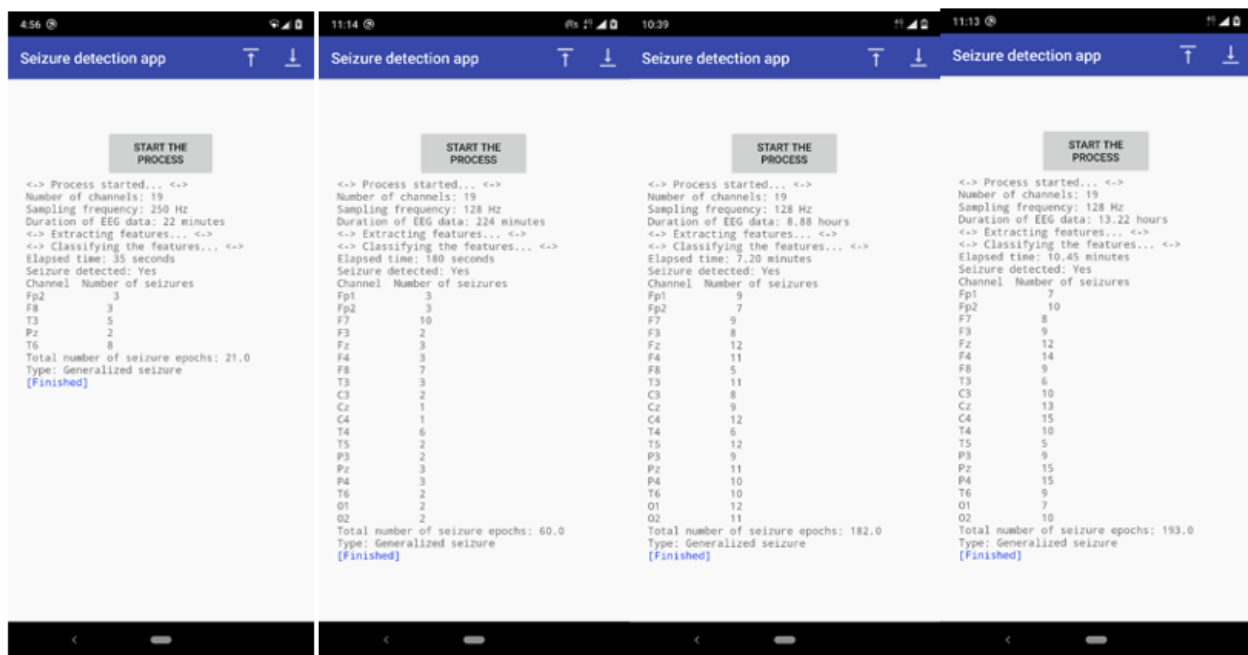 4:56
Seizure detection app
START THE
PROCESS
<-> Process started... <->
Number of channels: 19
Sampling frequency: 250 Hz
Duration of EEG data: 22 minutes
<-> Extracting features... <->
<-> Classifying the features... <->
Elapsed time: 35 seconds
Seizure detected: Yes
Channel Number of seizures
Fp2 3
F8 3
T3 5
Pz 2
T6 8
Total number of seizure epochs: 21.0
Type: Generalized seizure
[Finished]
11:14
Seizure detection app
START THE
PROCESS
<-> Process started... <->
Number of channels: 19
Sampling frequency: 128 Hz
Duration of EEG data: 224 minutes
<-> Extracting features... <->
<-> Classifying the features... <->
Elapsed time: 180 seconds
Seizure detected: Yes
Channel Number of seizures
Fp1 3
Fp2 3
F7 10
F3 2
Fz 3
F4 3
F8 7
T3 3
C3 2
Cz 1
C4 1
T4 6
T5 2
P3 2
Pz 3
P4 3
T6 2
O1 2
O2 2
Total number of seizure epochs: 60.0
Type: Generalized seizure
[Finished]
10:39
Seizure detection app
START THE
PROCESS
<-> Process started... <->
Number of channels: 19
Sampling frequency: 128 Hz
Duration of EEG data: 8.88 hours
<-> Extracting features... <->
<-> Classifying the features... <->
Elapsed time: 7.20 minutes
Seizure detected: Yes
Channel Number of seizures
Fp1 9
Fp2 7
F7 9
F3 8
Fz 12
F4 11
F8 5
T3 11
C3 8
Cz 9
C4 12
T4 6
T5 12
P3 9
Pz 11
P4 10
T6 10
O1 12
O2 11
Total number of seizure epochs: 182.0
Type: Generalized seizure
[Finished]
11:13
Seizure detection app
START THE
PROCESS
<-> Process started... <->
Number of channels: 19
Sampling frequency: 128 Hz
Duration of EEG data: 13.22 hours
<-> Extracting features... <->
<-> Classifying the features... <->
Elapsed time: 10.45 minutes
Seizure detected: Yes
Channel Number of seizures
Fp1 7
Fp2 10
F7 8
F3 9
Fz 12
F4 14
F8 9
T3 6
C3 10
Cz 13
C4 15
T4 10
T5 5
P3 9
Pz 15
P4 15
T6 9
O1 7
O2 10
Total number of seizure epochs: 193.0
Type: Generalized seizure
[Finished]